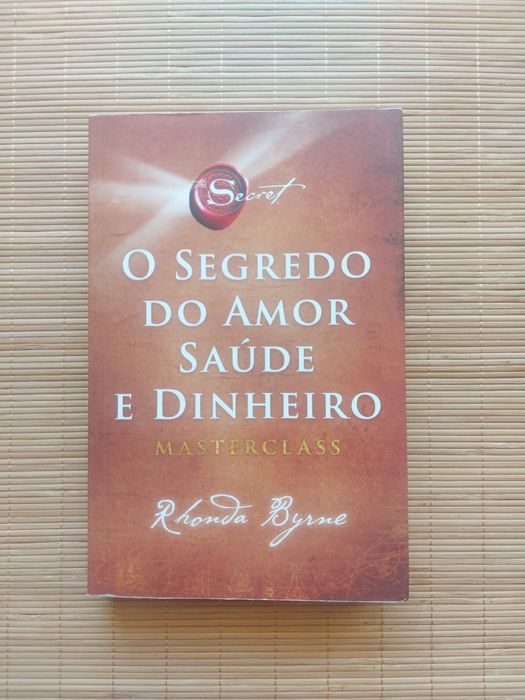 the Secret
O SEGREDO
DO AMOR
SAÚDE
E DINHEIRO
MASTERCLASS
Rhonda Byrne